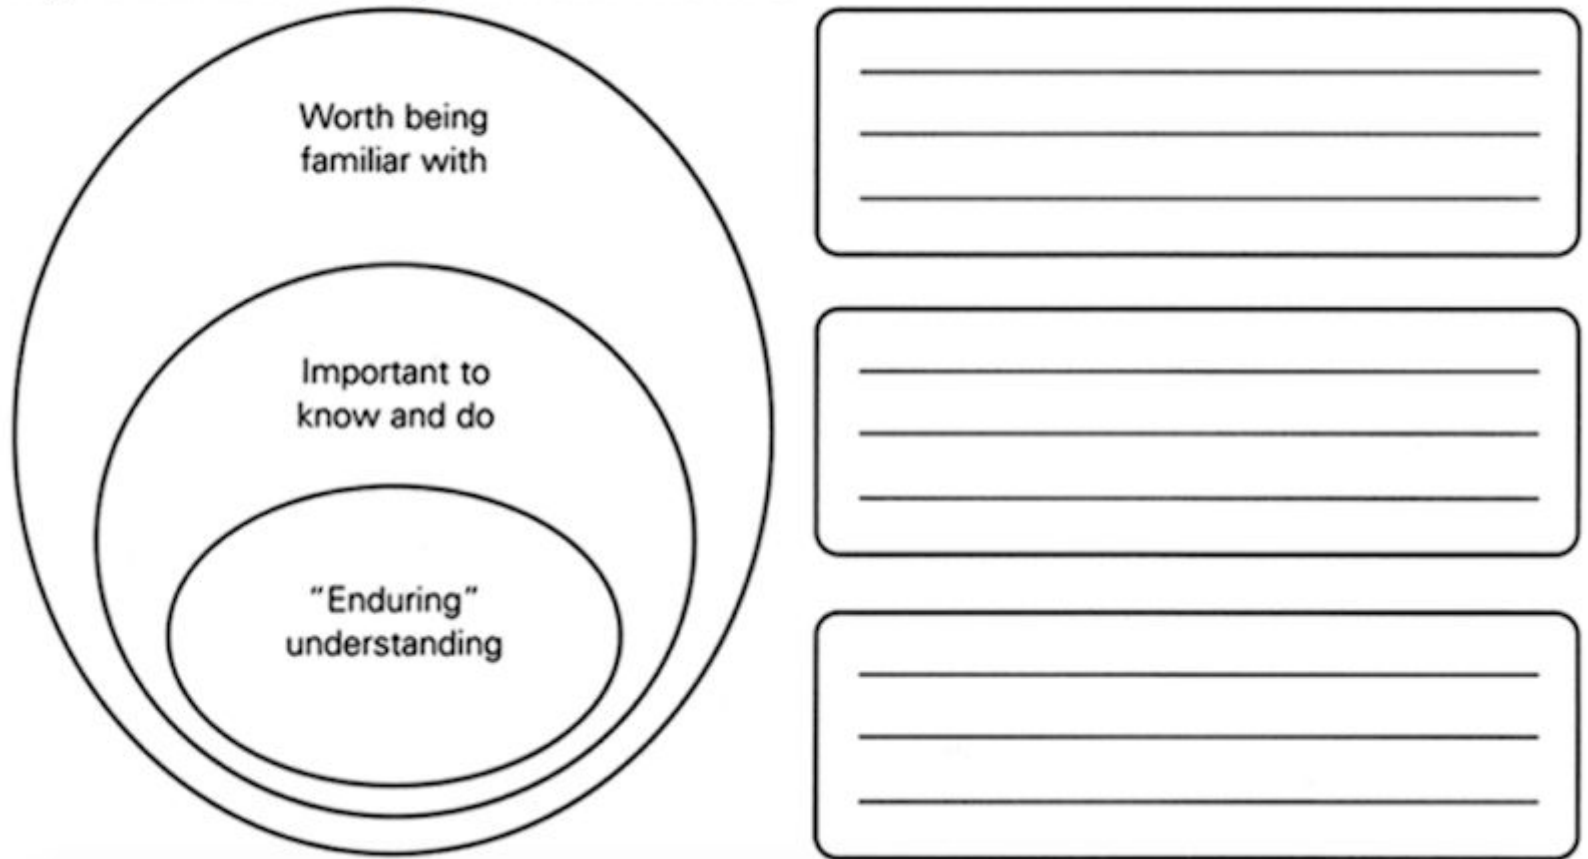 Worth being
familiar with
Important to
know and do
"Enduring"
understanding